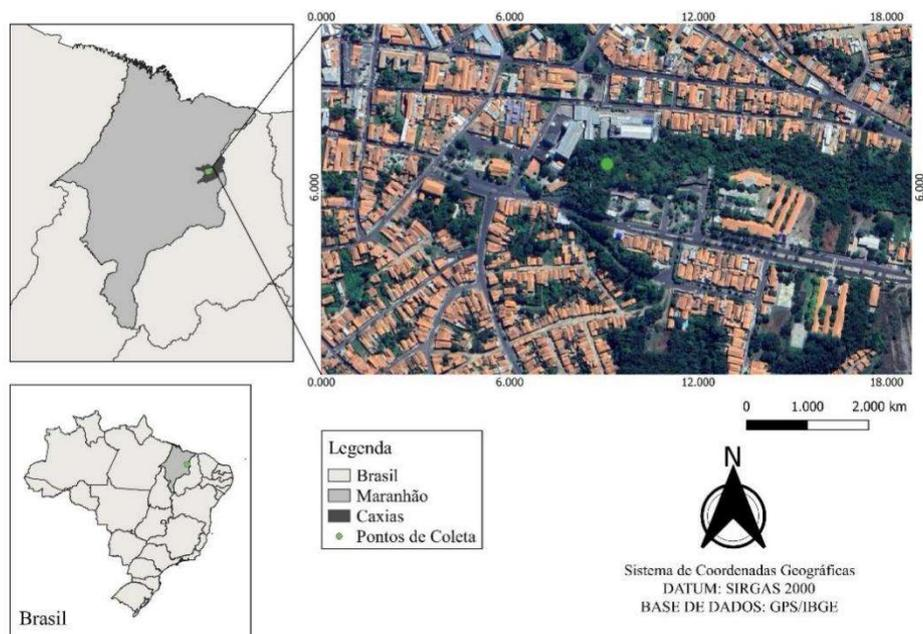 0.000 6.000 12.000 18.000
6.000
6.000
0.000 6.000 12.000 18.000
0 1.000 2.000 km
Legenda
Brasil
Maranhão
Caxias
Pontos de Coleta
N
Sistema de Coordenadas Geográficas
DATUM: SIRGAS 2000
BASE DE DADOS: GPS/IBGE
Brasil